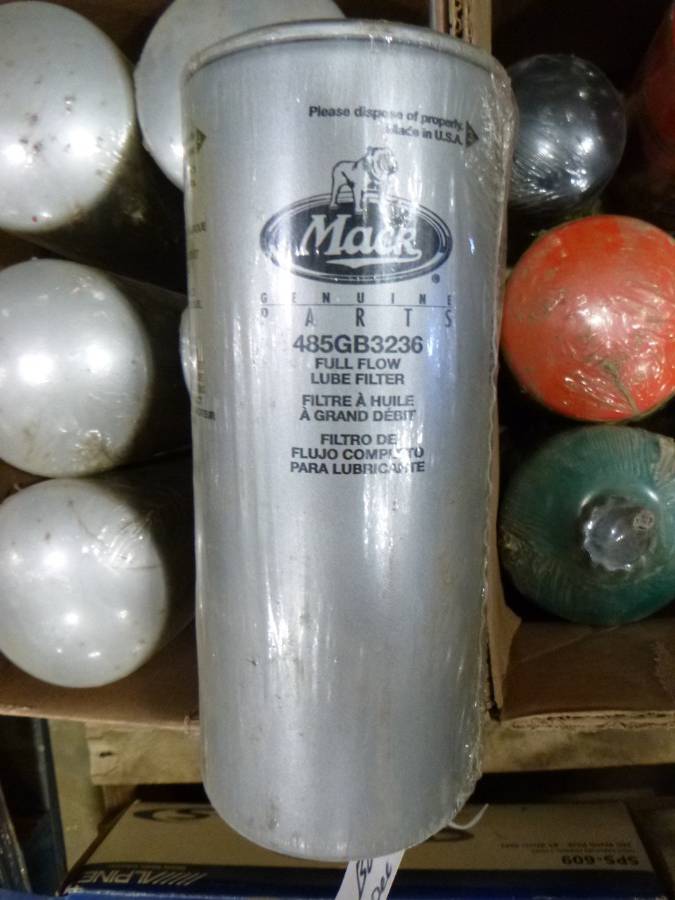 Please dispose of properly.
Made in U.S.A.
Mack
®
GENUINE
PARTS
485GB3236
FULL FLOW
LUBE FILTER
FILTRE À HUILE
À GRAND DÉBIT
FILTRO DE
FLUJO COMPLETO
PARA LUBRICANTE
ALPINE
SPS-609